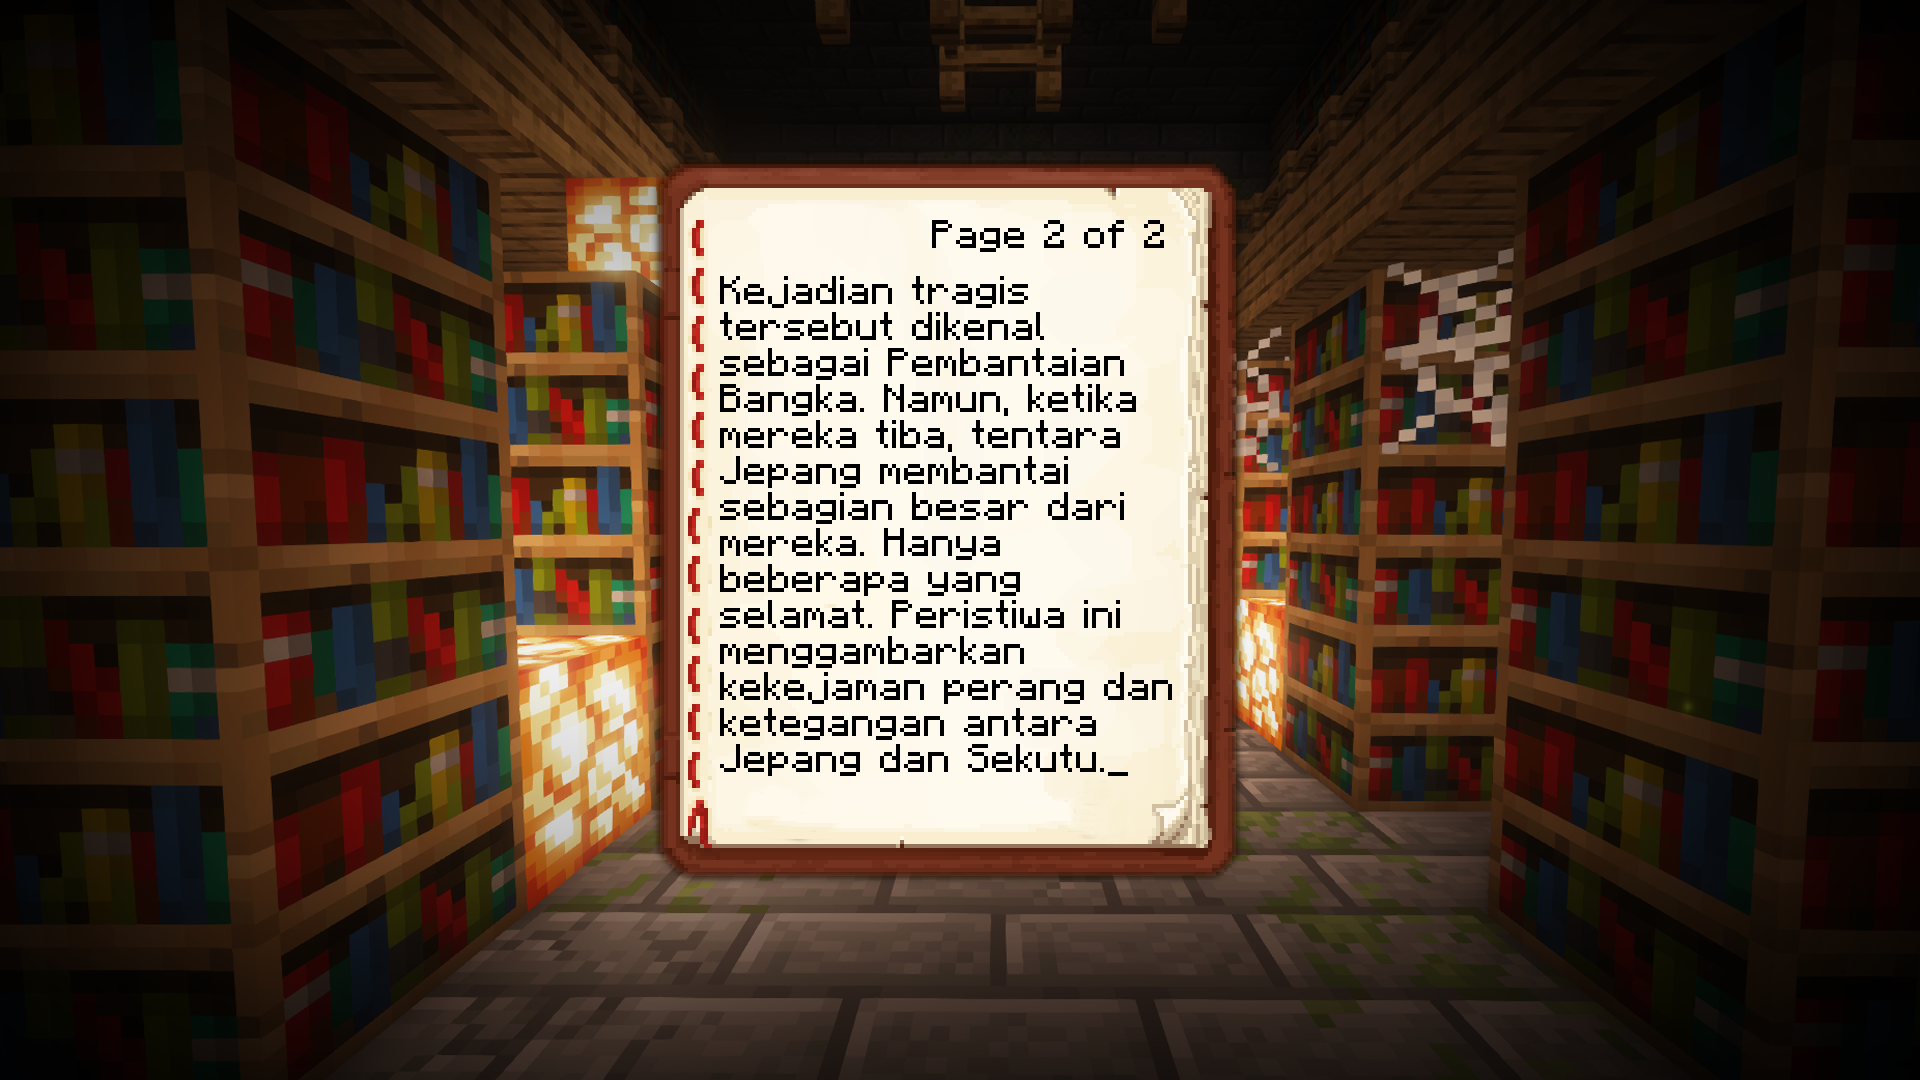 Page 2 of 2
Kejadian tragis
tersebut dikenal
sebagai Pembantaian
Bangka. Namun, ketika
mereka tiba, tentara
Jepang membantai
sebagian besar dari
mereka. Hanya
beberapa yang
selamat. Peristiwa ini
menggambarkan
kekejaman perang dan
ketegangan antara
Jepang dan Sekutu._